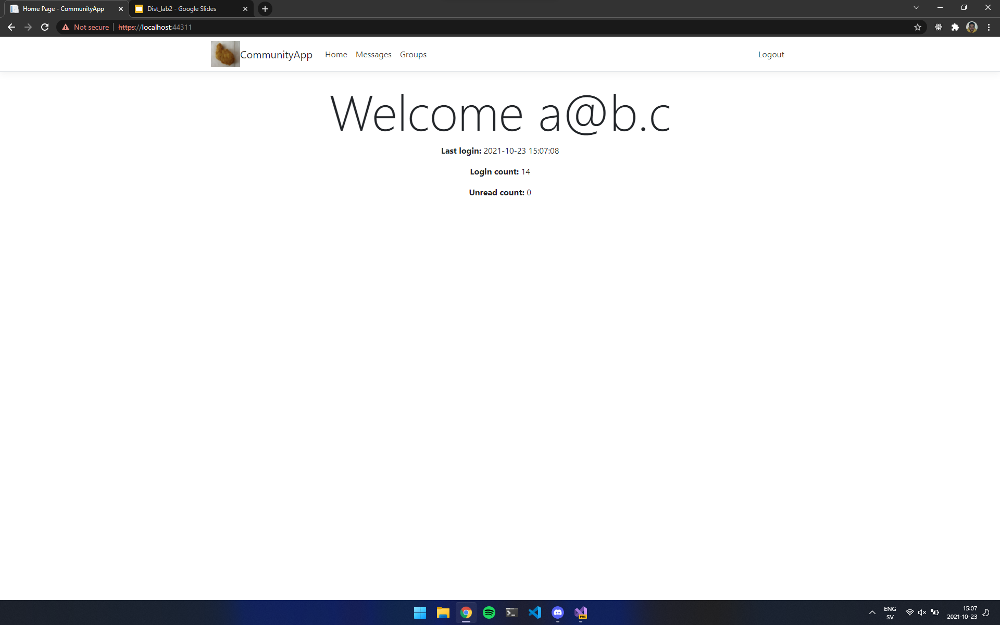 Home Page - CommunityApp
Dist_lab2 - Google Slides
Not secure | https://localhost:44311
CommunityApp Home Messages Groups Logout
Welcome a@b.c
Last login: 2021-10-23 15:07:08
Login count: 14
Unread count: 0
PRE
ENG
SV
15:07
2021-10-23